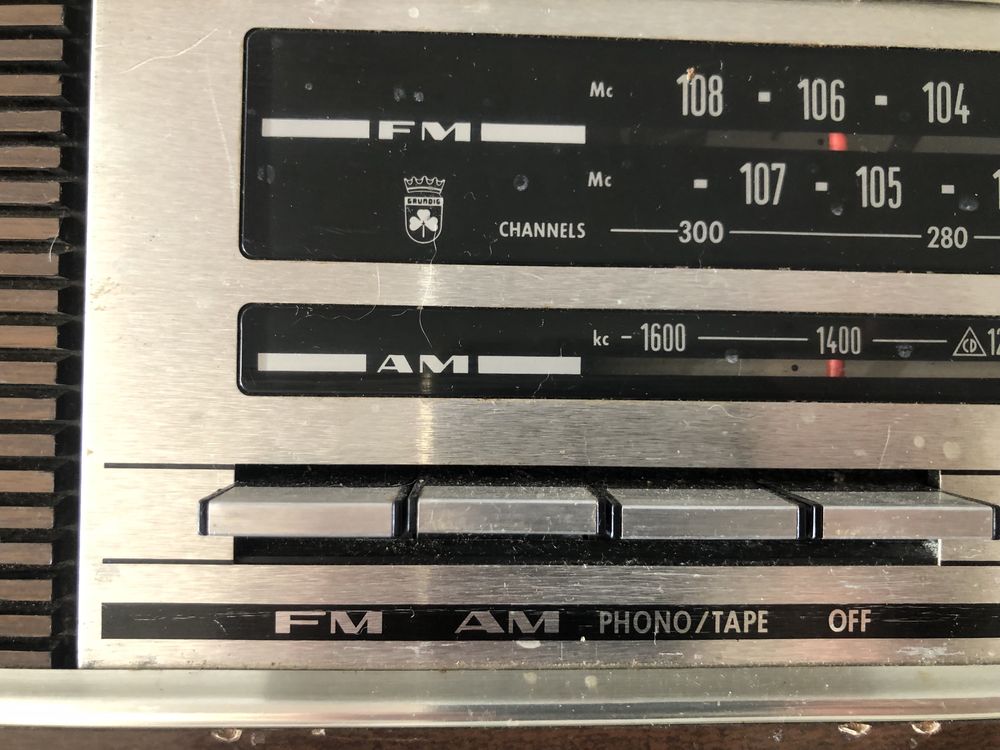 Mc 108 - 106 - 104
FM
Mc - 107 - 105 -
GRUNDIG
CHANNELS 300 280
kc - 1600 1400 CD
AM
FM AM PHONO/TAPE OFF